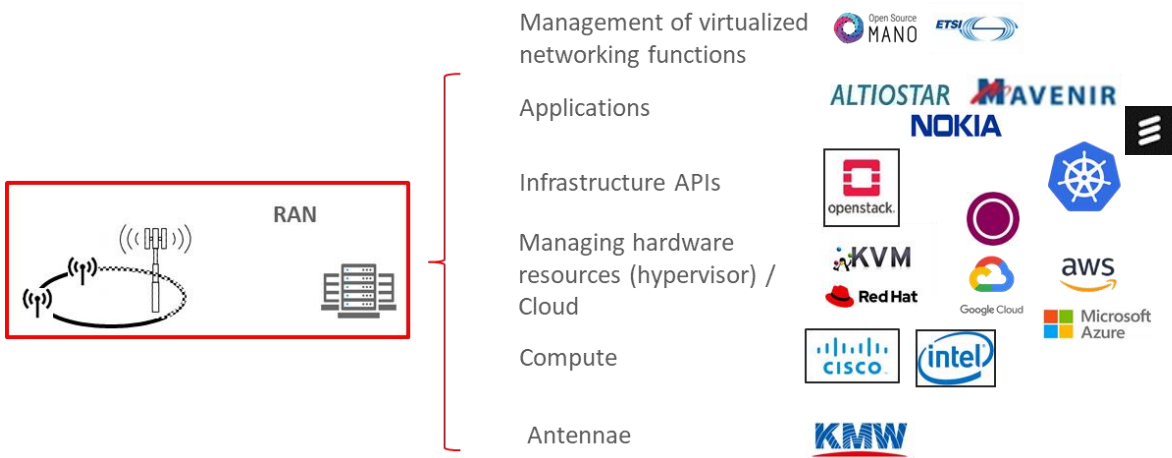 Management of virtualized
networking functions
Open Source
MANO
ETSI
Applications
ALTIOSTAR
MAVENIR
NOKIA
Infrastructure APIs
openstack.
RAN
Managing hardware
resources (hypervisor) /
Cloud
KVM
Red Hat
Google Cloud
aws
Microsoft
Azure
Compute
CISCO
intel
Antennae
KMW